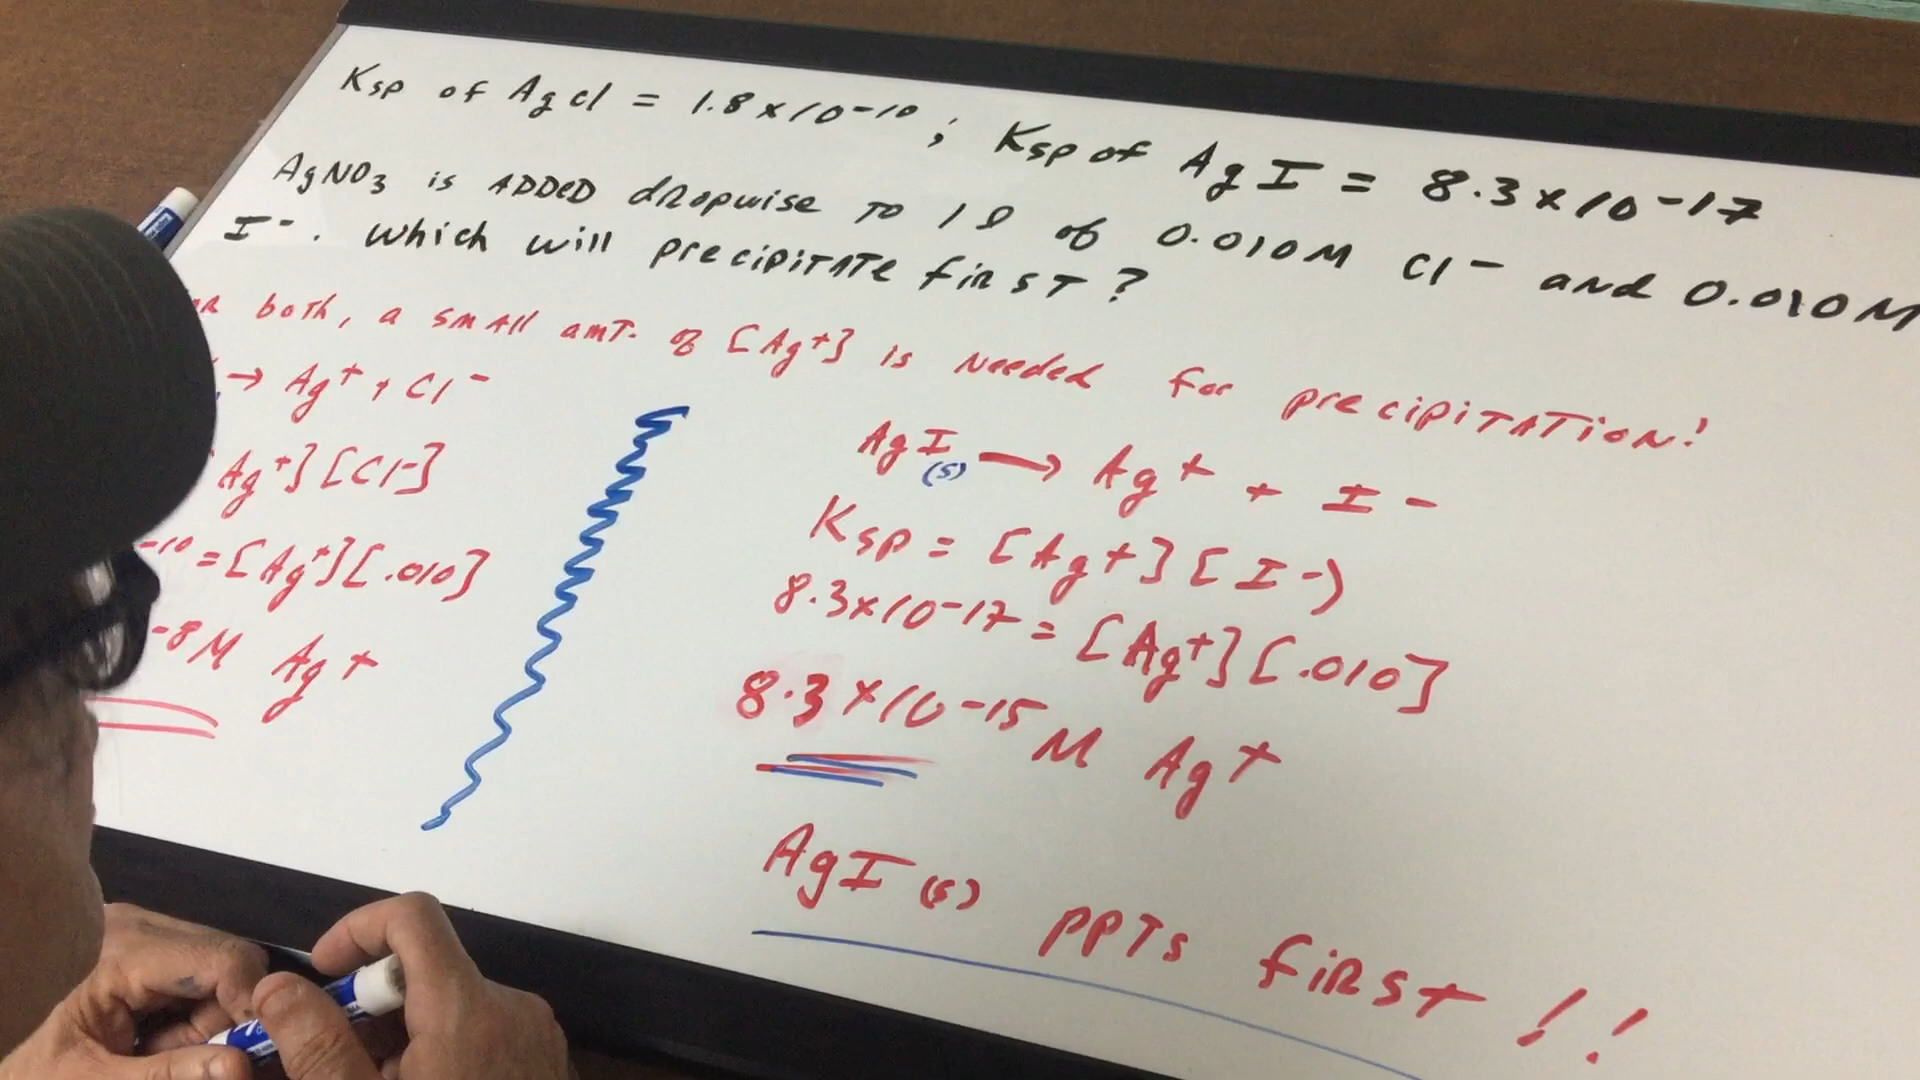 Ksp of AgCl = 1.8 x 10-10 ; Ksp of AgI = 8.3 x 10-17
AgNO3 is ADDED dropwise TO 1 l of 0.010M Cl- and 0.010M
I-. which will precipitate first?
both, a small amt. of [Ag+] is needed for precipitation!
→ Ag+ + Cl-
Ag+][Cl-]
-10 = [Ag+][.010]
-8 M Ag+
AgI(s) → Ag+ + I-
Ksp = [Ag+][I-)
8.3x10-17 = [Ag+][.010]
8.3x10-15 M Ag+
AgI(s) ppTs first!!